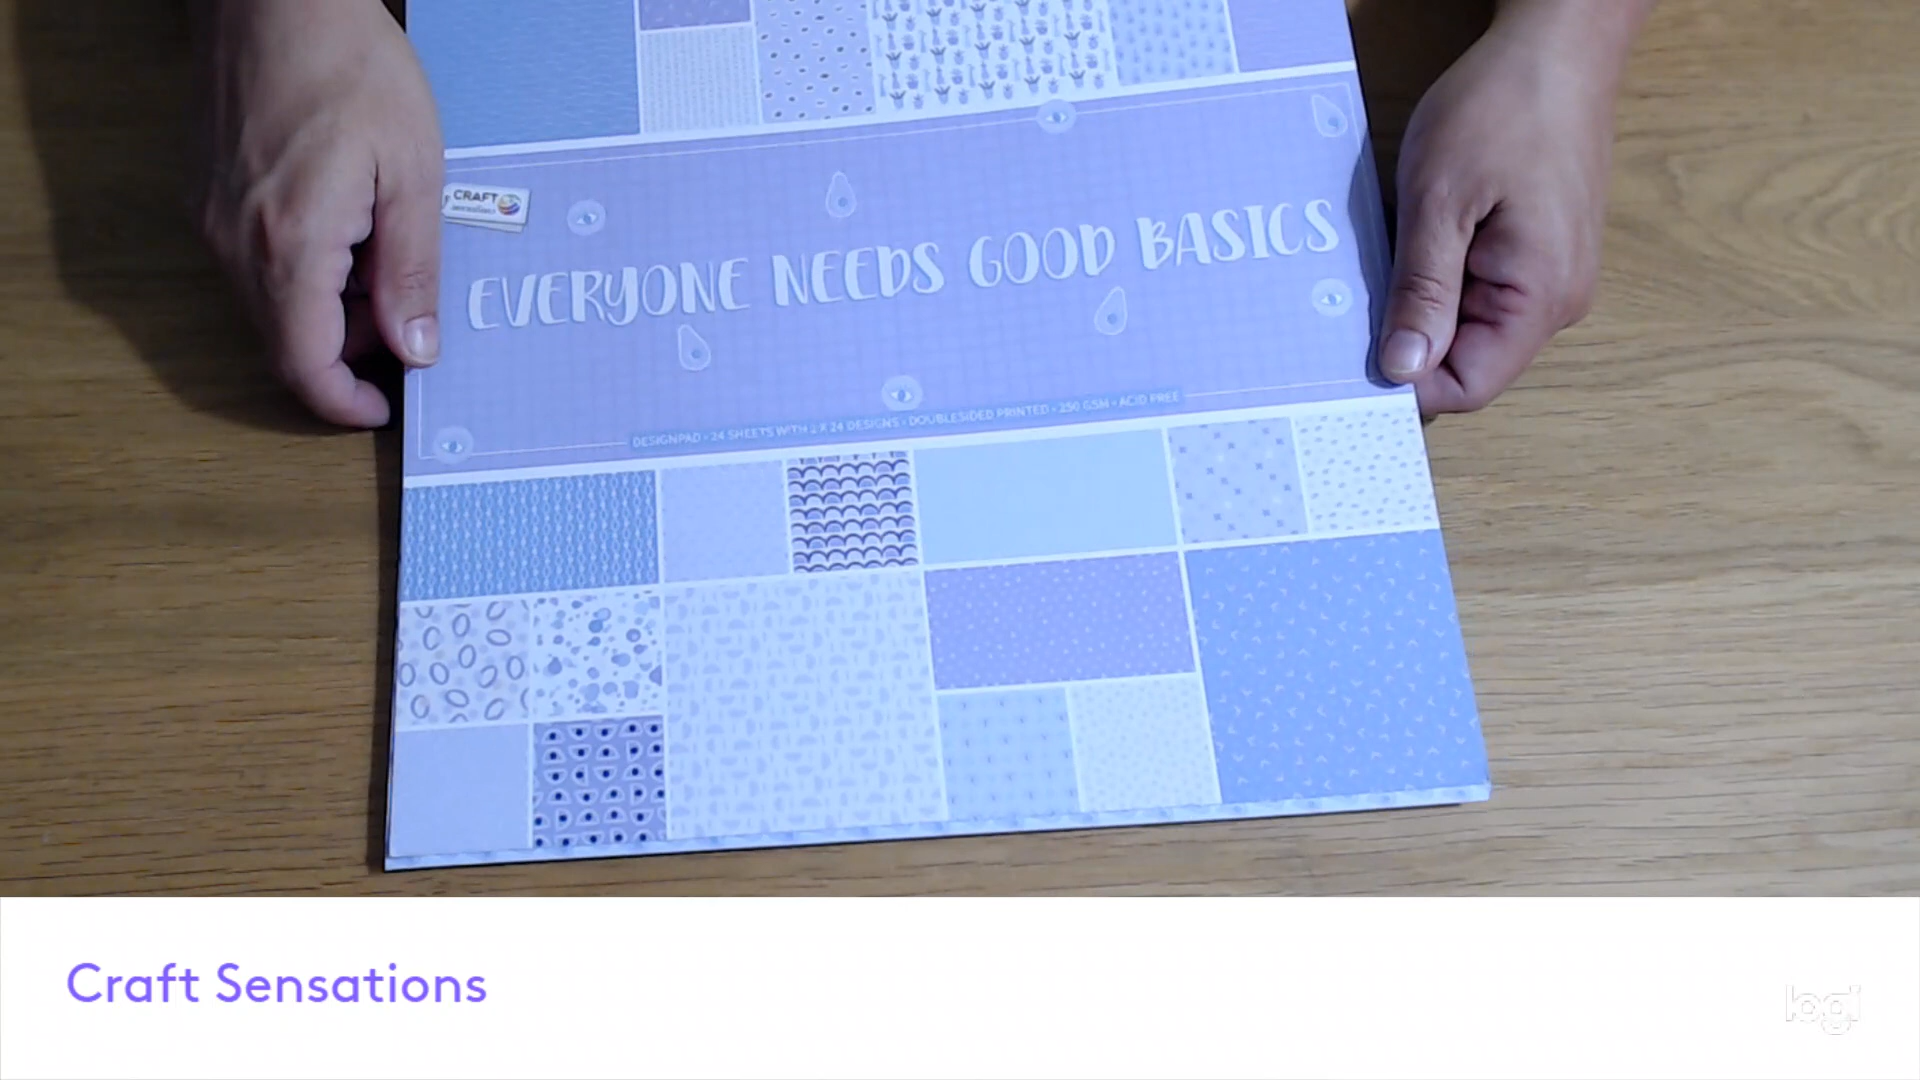 CRAFT
sensations
EVERYONE NEEDS GOOD BASICS
DESIGNPAD • 24 SHEETS WITH 2 X 24 DESIGNS • DOUBLESIDED PRINTED • 250 GSM • ACID FREE
Craft Sensations
logi